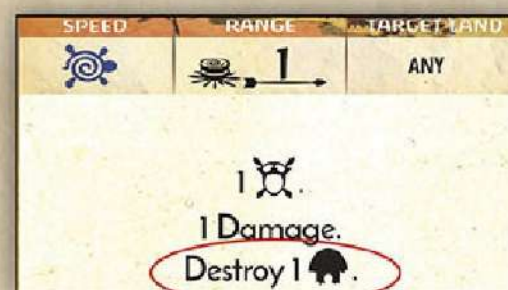 SPEED RANGE TARGET LAND
1 ANY
1 .
1 Damage.
Destroy 1 .